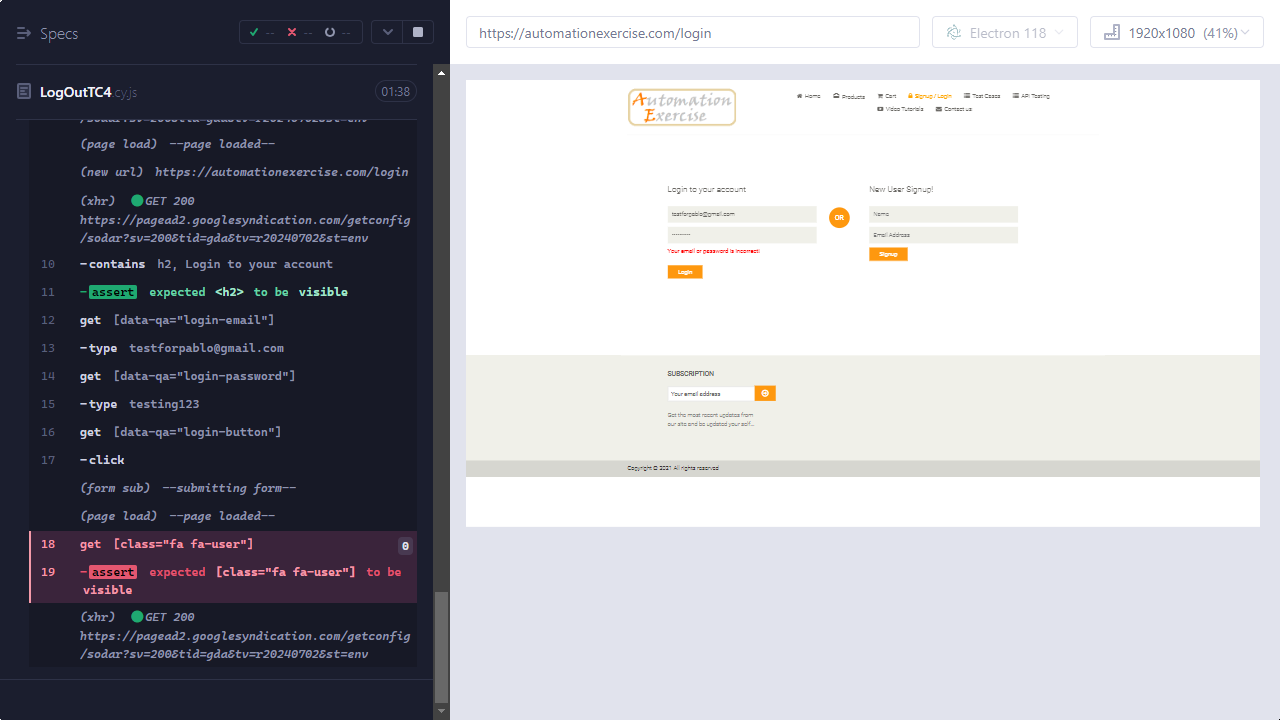 Specs
-- -- --
LogOutTC4.cy.js
01:38
/sodar?sv=200&tid=gda&tv=r20240702&st=env
(page load) --page loaded--
(new url) https://automationexercise.com/login
(xhr) GET 200
https://pagead2.googlesyndication.com/getconfig
/sodar?sv=200&tid=gda&tv=r20240702&st=env
10 -contains h2, Login to your account
11 -assert expected <h2> to be visible
12 get [data-qa="login-email"]
13 -type testforpablo@gmail.com
14 get [data-qa="login-password"]
15 -type testing123
16 get [data-qa="login-button"]
17 -click
(form sub) --submitting form--
(page load) --page loaded--
18 get [class="fa fa-user"] 0
19 -assert expected [class="fa fa-user"] to be
visible
(xhr) GET 200
https://pagead2.googlesyndication.com/getconfig
/sodar?sv=200&tid=gda&tv=r20240702&st=env
https://automationexercise.com/login
Electron 118
1920x1080 (41%)
Automation
Exercise
Home Products Cart Signup / Login Test Cases API Testing
Video Tutorials Contact us
Login to your account
testforpablo@gmail.com
Your email or password is incorrect!
Login
OR
New User Signup!
Name
Email Address
Signup
SUBSCRIPTION
Your email address
Get the most recent updates from
our site and be updated your self...
Copyright © 2021 All rights reserved